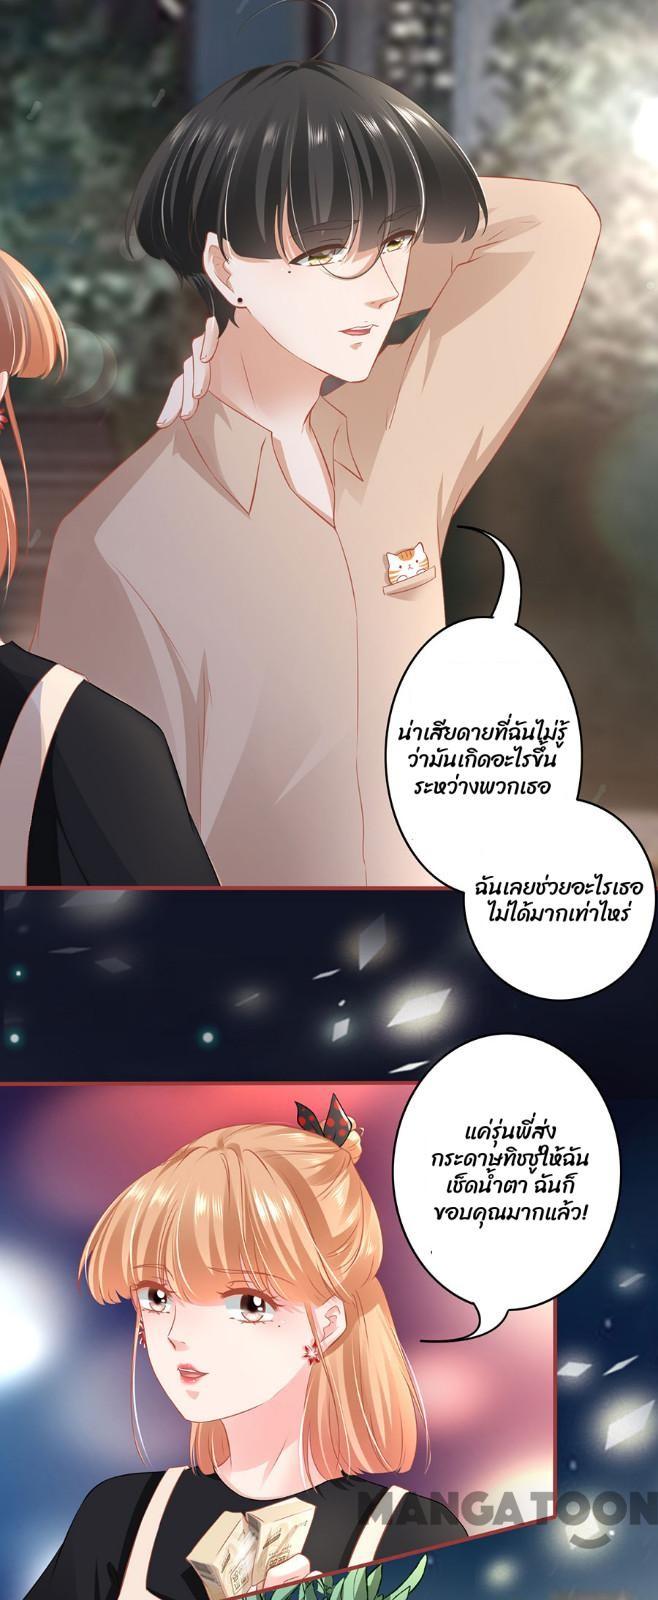 น่าเสียดายที่ฉันไม่รู้
ว่ามันเกิดอะไรขึ้น
ระหว่างพวกเธอ
ฉันเลยช่วยอะไรเธอ
ไม่ได้มากเท่าไหร่
แค่รุ่นพี่ส่ง
กระดาษทิชชูให้ฉัน
เช็ดน้ำตา ฉันก็
ขอบคุณมากแล้ว!
MANGATOON